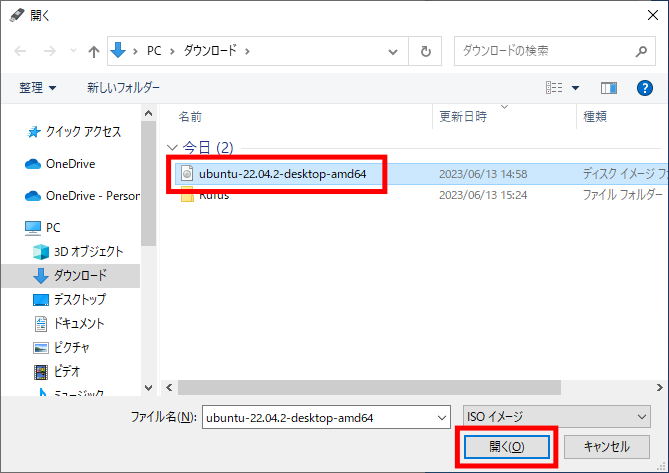 開く
PC › ダウンロード ›
ダウンロードの検索
整理 新しいフォルダー
名前 更新日時 種類
クイック アクセス
OneDrive
OneDrive - Person
PC
3D オブジェクト
ダウンロード
デスクトップ
ドキュメント
ピクチャ
ビデオ
ミュージック
今日 (2)
ubuntu-22.04.2-desktop-amd64 2023/06/13 14:58 ディスク イメージ フ
Rufus 2023/06/13 15:24 ファイル フォルダー
ファイル名(N): ubuntu-22.04.2-desktop-amd64 ISO イメージ
開く(O) キャンセル